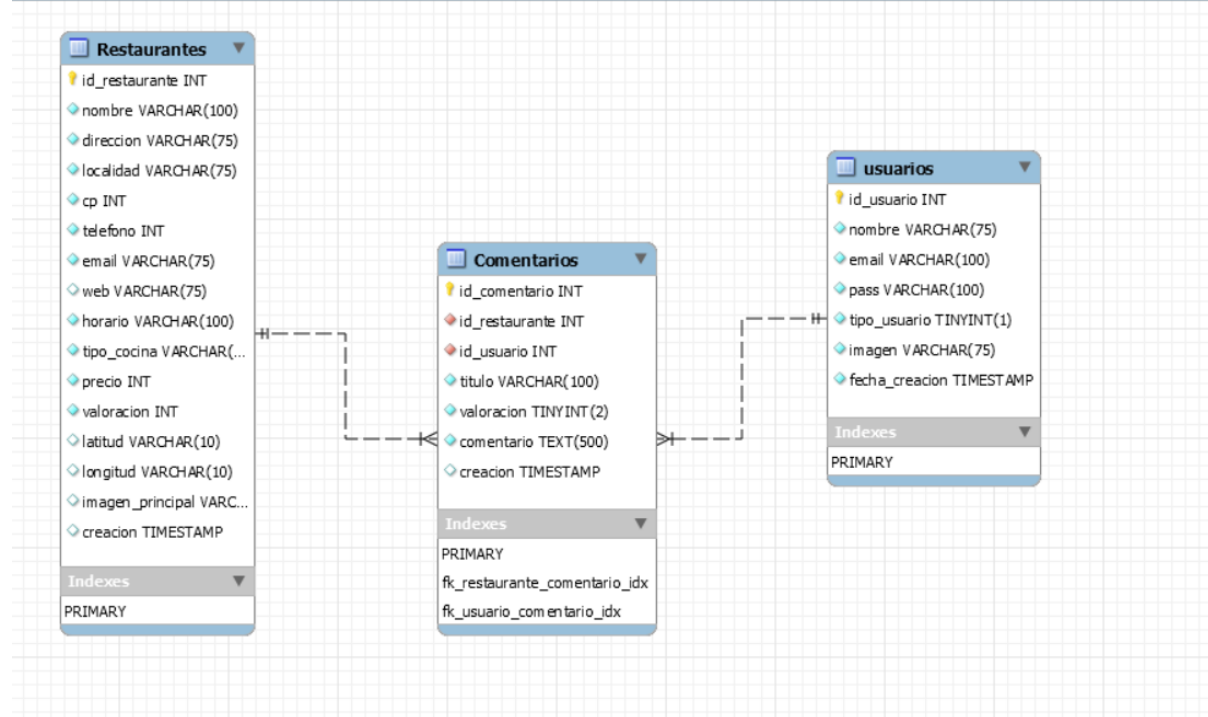 Restaurantes
id_restaurante INT
nombre VARCHAR(100)
direccion VARCHAR(75)
localidad VARCHAR(75)
cp INT
telefono INT
email VARCHAR(75)
web VARCHAR(75)
horario VARCHAR(100)
tipo_cocina VARCHAR(...
precio INT
valoracion INT
latitud VARCHAR(10)
longitud VARCHAR(10)
imagen_principal VARC...
creacion TIMESTAMP
Indexes
PRIMARY
Comentarios
id_comentario INT
id_restaurante INT
id_usuario INT
titulo VARCHAR(100)
valoracion TINYINT(2)
comentario TEXT(500)
creacion TIMESTAMP
Indexes
PRIMARY
fk_restaurante_comentario_idx
fk_usuario_comentario_idx
usuarios
id_usuario INT
nombre VARCHAR(75)
email VARCHAR(100)
pass VARCHAR(100)
tipo_usuario TINYINT(1)
imagen VARCHAR(75)
fecha_creacion TIMESTAMP
Indexes
PRIMARY